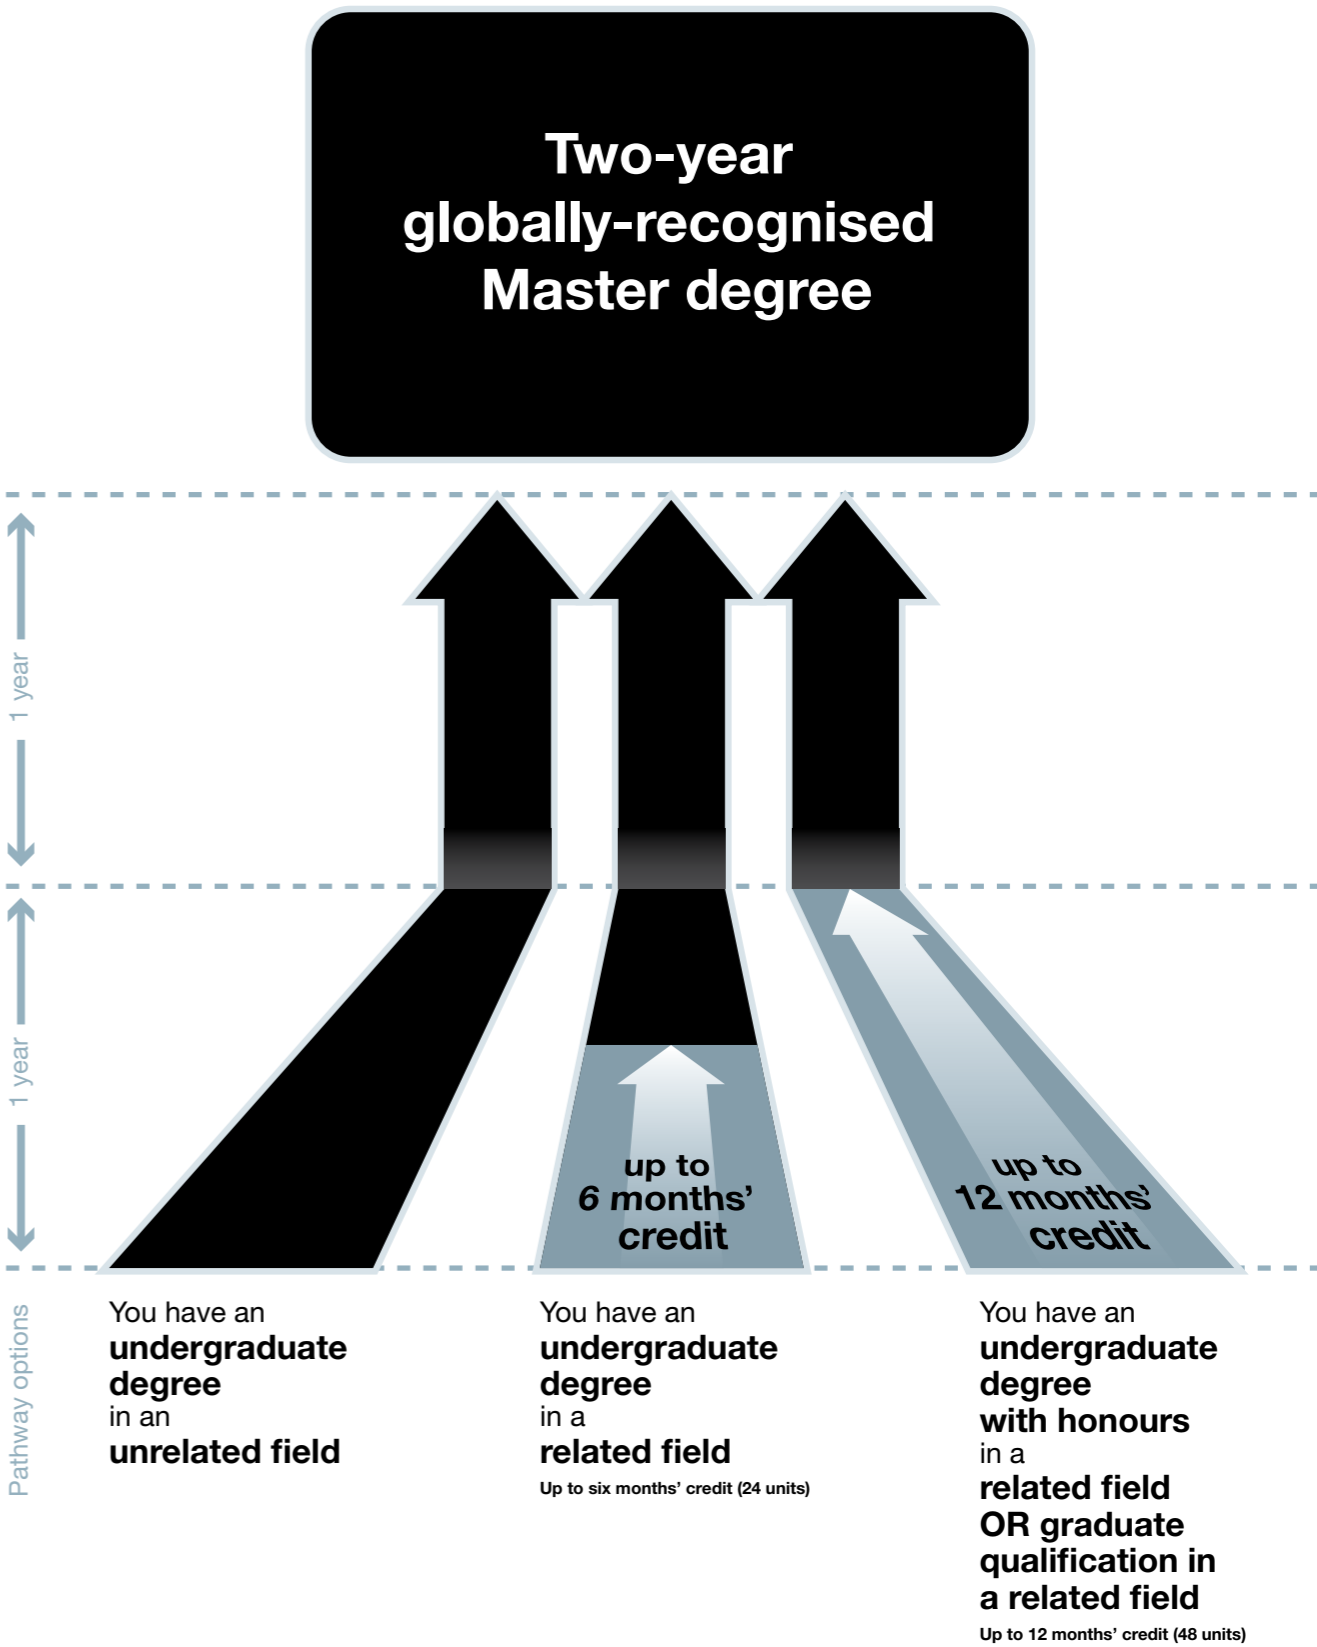 Two-year
globally-recognised
Master degree
1 year
1 year
up to
6 months’
credit
up to
12 months’
credit
Pathway options
You have an
undergraduate
degree
in an
unrelated field
You have an
undergraduate
degree
in a
related field
Up to six months’ credit (24 units)
You have an
undergraduate
degree
with honours
in a
related field
OR graduate
qualification in
a related field
Up to 12 months’ credit (48 units)